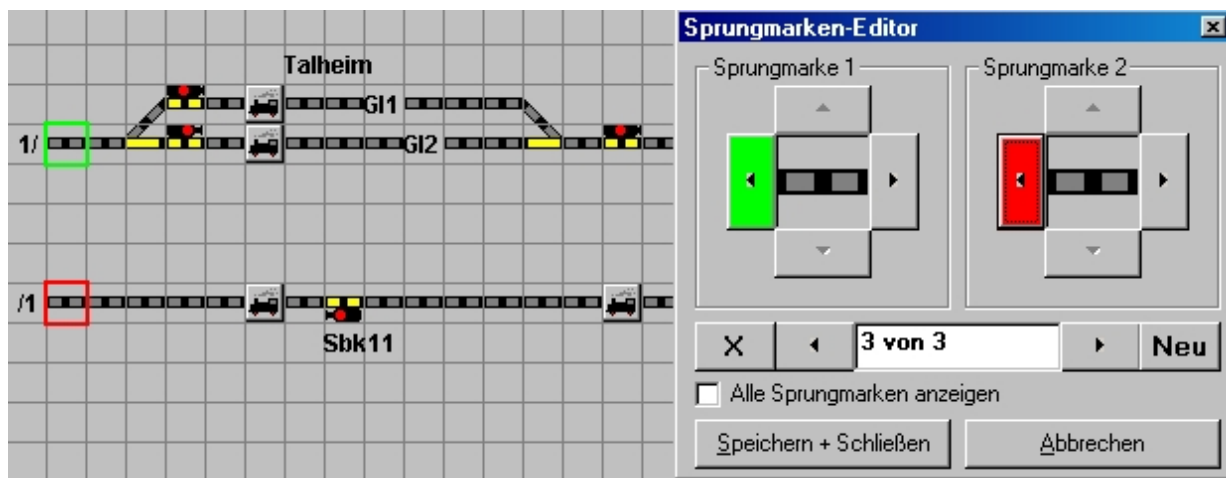 Talheim
Gl1
1/
Gl2
/1
Sbk11
Sprungmarken-Editor
Sprungmarke 1
Sprungmarke 2
X
3 von 3
Neu
Alle Sprungmarken anzeigen
Speichern + Schließen
Abbrechen